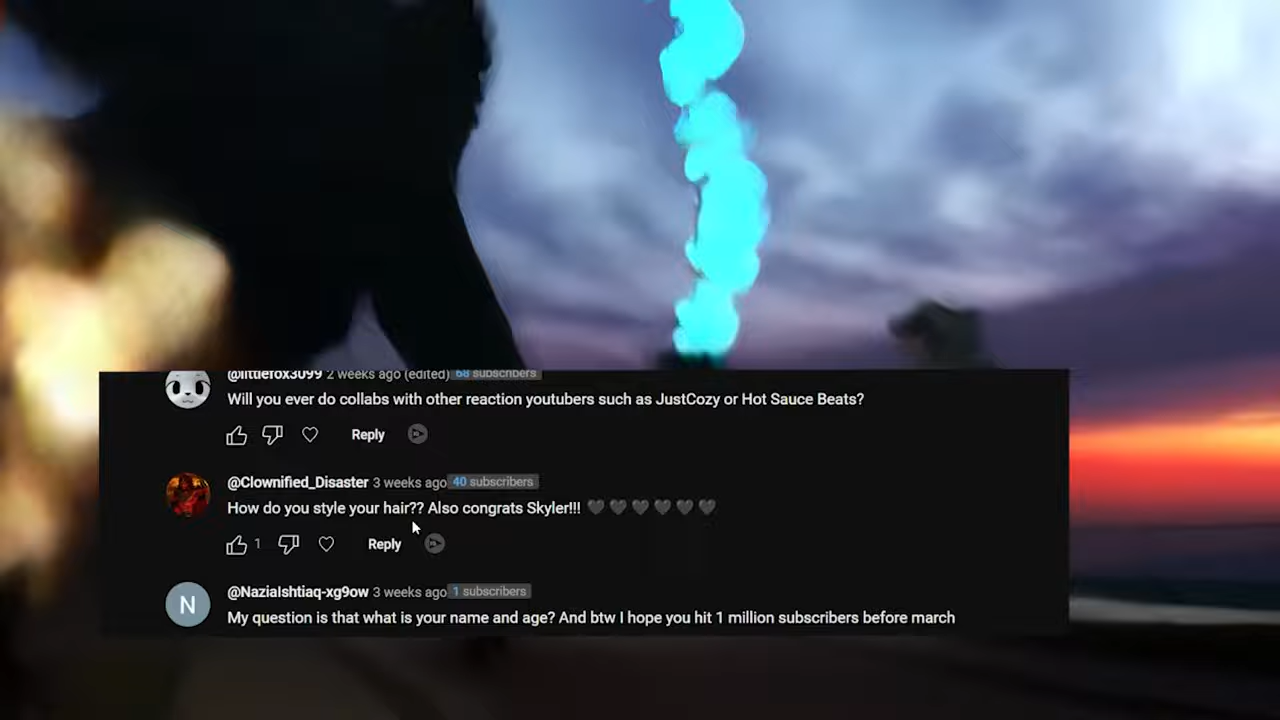 @littlefox3099 2 weeks ago (edited) 68 subscribers
Will you ever do collabs with other reaction youtubers such as JustCozy or Hot Sauce Beats?
Reply
@Clownified_Disaster 3 weeks ago 40 subscribers
How do you style your hair?? Also congrats Skyler!!! 🖤🖤🖤🖤🖤🖤
1 Reply
N @NaziaIshtiaq-xg9ow 3 weeks ago 1 subscribers
My question is that what is your name and age? And btw I hope you hit 1 million subscribers before march